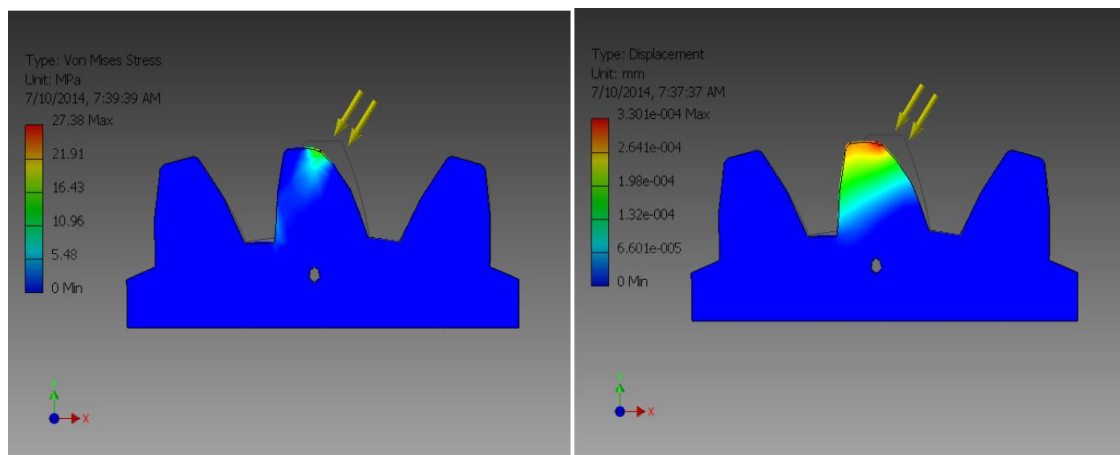 Type: Von Mises Stress
Unit: MPa
7/10/2014, 7:39:39 AM
27.38 Max
21.91
16.43
10.96
5.48
0 Min
Y
X
Type: Displacement
Unit: mm
7/10/2014, 7:37:37 AM
3.301e-004 Max
2.641e-004
1.98e-004
1.32e-004
6.601e-005
0 Min
Y
X